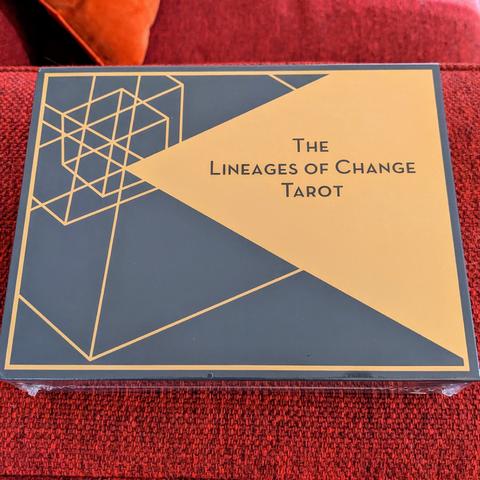 The
Lineages of Change
Tarot